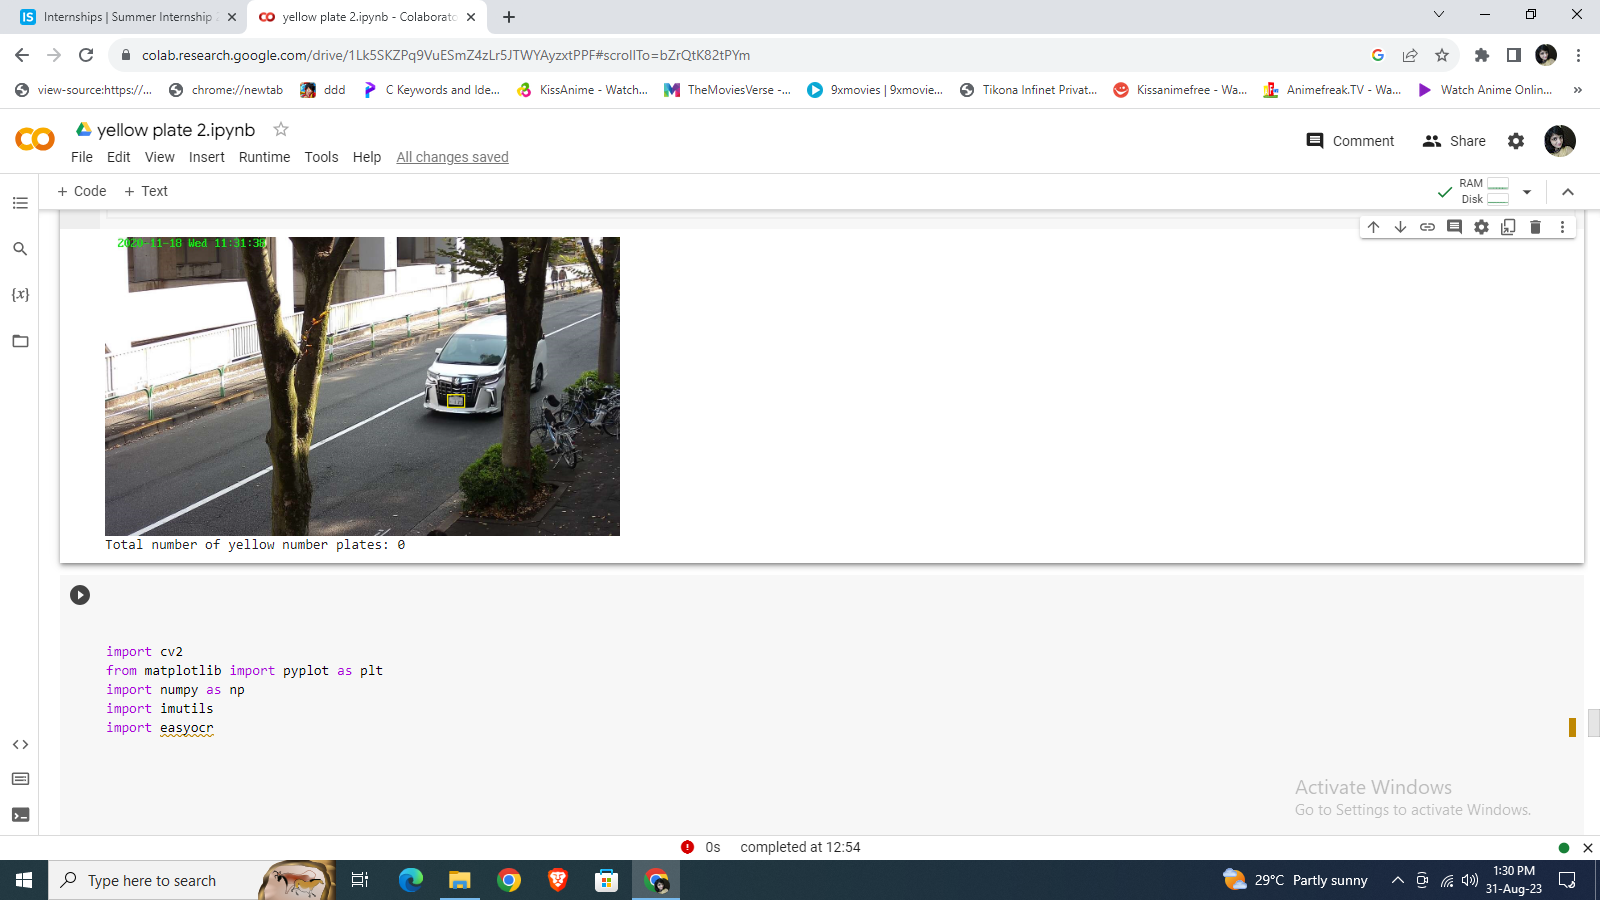 Internships | Summer Internship
yellow plate 2.ipynb - Colaborato
colab.research.google.com/drive/1Lk5SKZPq9VuESmZ4zLr5JTWYAyzxtPPF#scrollTo=bZrQtK82tPYm
view-source:https://... chrome://newtab ddd C Keywords and Ide... KissAnime - Watch... TheMoviesVerse -... 9xmovies | 9xmovie... Tikona Infinet Privat... Kissanimefree - Wa... Animefreak.TV - Wa... Watch Anime Onlin... »
CO yellow plate 2.ipynb
Comment Share
File Edit View Insert Runtime Tools Help All changes saved
+ Code + Text
RAM
Disk
{x}
2020-11-18 Wed 11:31:38
Total number of yellow number plates: 0
import cv2
from matplotlib import pyplot as plt
import numpy as np
import imutils
import easyocr
Activate Windows
Go to Settings to activate Windows.
0s completed at 12:54
Type here to search
29°C Partly sunny
1:30 PM
31-Aug-23